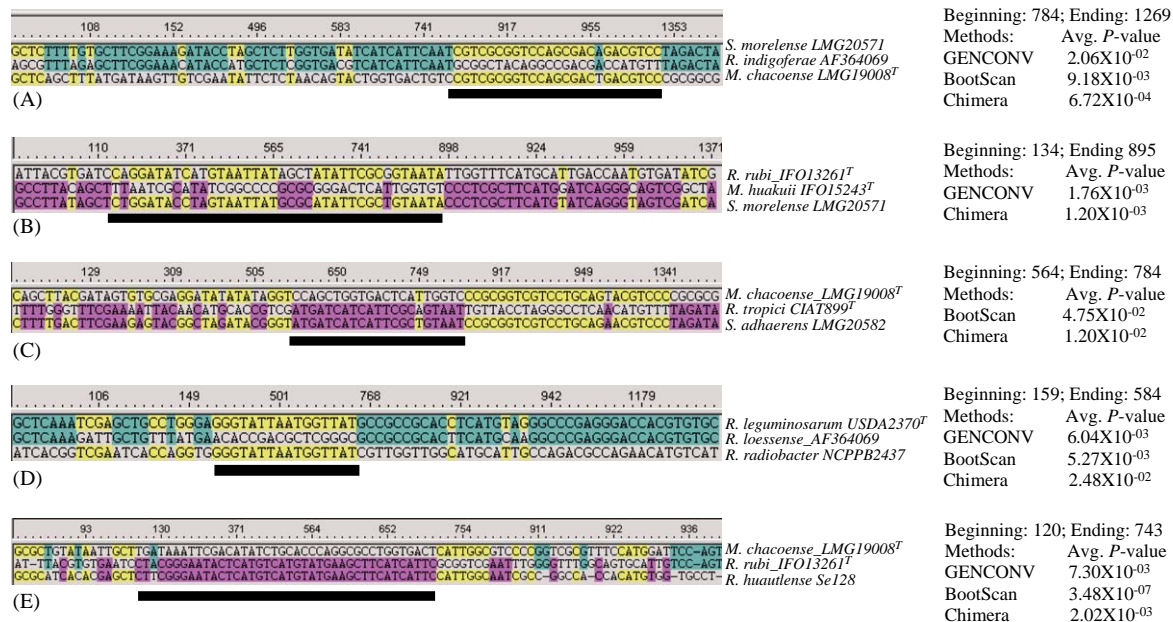 108 152 496 583 741 917 996 1353
GCTCTTTTGTGCTTCGGAAAGATACCTAGCTCTTGGTGATATCATCATTCAATCGTCGCGGTCCAGCGACAGACGTCCTAGACTA S. morelense LMG20571
AGCGTTTAGAGCTTCGGAAACATACCATGCTCTCGGTGACGTCATCATTCAATGCGGCTACAGGCCGACGACCATGTTTAGACTA R. indigoferae AF364069
GCTCAGCTTTATGATAAGTTGTCGAATATTCTCTAACAGTACTGGTGACTGTCCGTCGCGGTCCAGCGACTGACGTCCCGCGGCG M. chacoense LMG19008T
(A)
Beginning: 784; Ending: 1269
Methods: Avg. P-value
GENCONV 2.06X10-02
BootScan 9.18X10-03
Chimera 6.72X10-04
110 371 565 741 898 924 959 1371
ATTACGTGATCCAGGATATCATGTAATTATAGCTATATTCGCGGTAATATTGGTTTCATGCATTGACCAATGTGATATCG R. rubi_IFO13261T
GCCTTACAGCTTTAATCGCATATCGGCCCCGCGCGGGACTCATTGGTGTCCCTCGCTTCATGGATCAGGGCAGTCGGCTA M. huakuii IFO15243T
GCCTTATAGCTCTGGATACCTAGTAATTATGCGCATATTCGCTGTAATACCCTCGCTTCATGTATCAGGGTAGTCGATCA S. morelense LMG20571
(B)
Beginning: 134; Ending 895
Methods: Avg. P-value
GENCONV 1.76X10-03
Chimera 1.20X10-03
129 309 505 650 749 917 949 1341
CAGCTTACGATAGTGTGCGAGGATATATATAGGTCCAGCTGGTGACTCATTGGTCCCGCGGTCGTCCTGCAGTACGTCCCCGCGCG M. chacoense_LMG19008T
TTTTGGGTTCGAAAATTACAACATGCACCGTCGATGATCATCATTCGCAGTAATTGTTACCTAGGGCCTCAACATGTTTTAGATA R. tropici CIAT899T
CTTTTGACTTCGAAGAGTACGGCTAGATACGGGTATGATCATCATTCGCTGTAATCCGCGGTCGTCCTGCAGAACGTCCCTAGATA S. adhaerens LMG20582
(C)
Beginning: 564; Ending: 784
Methods: Avg. P-value
BootScan 4.75X10-02
Chimera 1.20X10-02
106 149 501 768 921 942 1179
GCTCAAATCGAGCTGCCTGGGAGGGTATTAATGGTTATGCCGCCGCACCTCATGTAGGGCCCGAGGGACCACGTGTGC R. leguminosarum USDA2370T
GCTCAAAGATTGCTGTTTATGAACACCGACGCTCGGGCGCCGCCGCACTTCATGCAAGGCCCGAGGGACCACGTGTGC R. loessense_AF364069
ATCACGGTCGAATCACCAGGTGGGGTATTAATGGTTATCGTTGGTTGGCATGCATTGCCAGACGCCAGAACATGTCAT R. radiobacter NCPPB2437
(D)
Beginning: 159; Ending: 584
Methods: Avg. P-value
GENCONV 6.04X10-03
BootScan 5.27X10-03
Chimera 2.48X10-02
93 130 371 564 652 754 911 922 936
GCGCTGTATAATTGCTTGATAAATTCGACATATCTGCACCCAGGCGCCTGGTGACTCATTGGCGTCCCCGGTCGCGTTTCCATGGATTCC-AGT M. chacoense_LMG19008T
AT-TTACGTGTGAATCCTACGGGAATACTCATGTCATGTATTAAGCTTCATCATTCGCGGTCGAATTGGGTTTGGCAGTGCATTGTCC-AGT R. rubi_IFO13261T
GCGCATCACACGAGCTCTTCGGGAATACTCATGTCATGTATGAAGCTTCATCATTCATTGGCAATCGCC-GGCCA-CCACATGTGG-TGCCT- R. huautlense Se128
(E)
Beginning: 120; Ending: 743
Methods: Avg. P-value
GENCONV 7.30X10-03
BootScan 3.48X10-07
Chimera 2.02X10-03